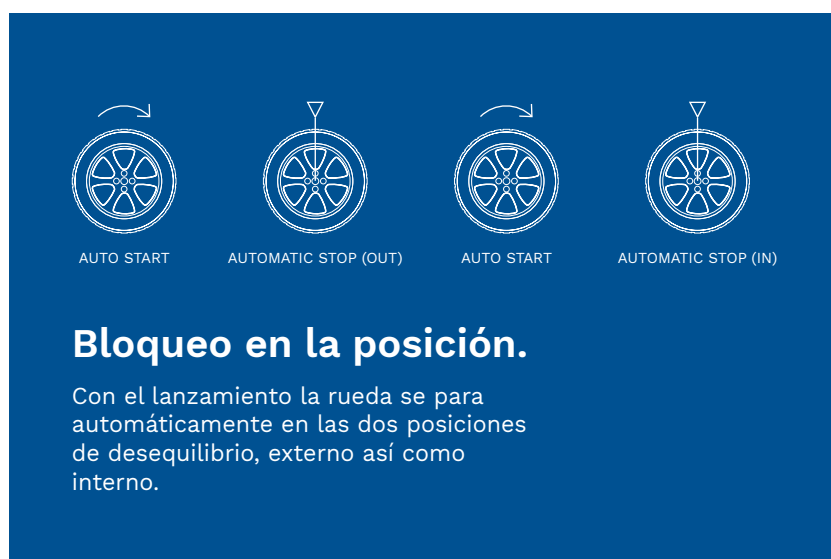 AUTO START
AUTOMATIC STOP (OUT)
AUTO START
AUTOMATIC STOP (IN)
Bloqueo en la posición.
Con el lanzamiento la rueda se para
automáticamente en las dos posiciones
de desequilibrio, externo así como
interno.